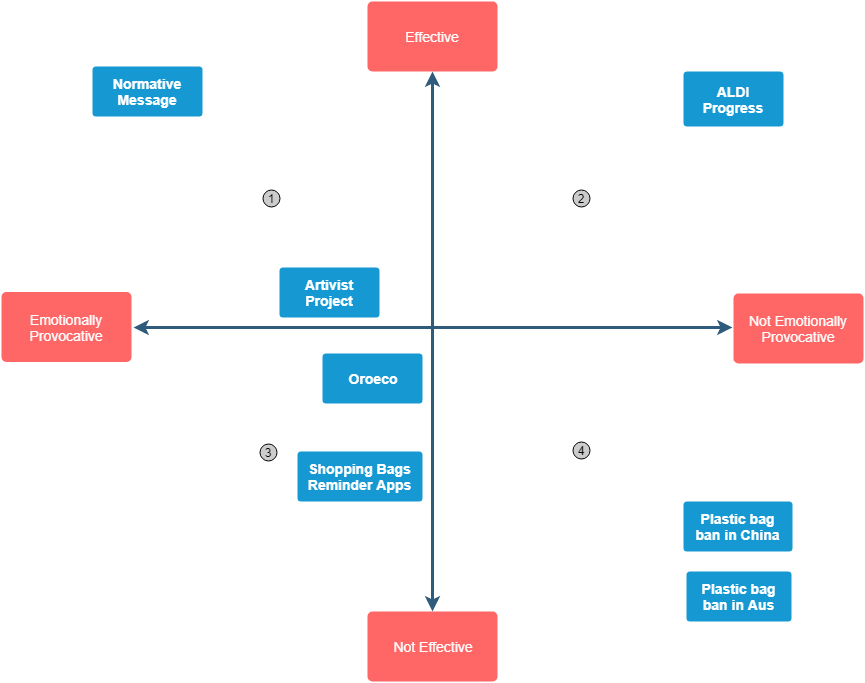 Effective
Normative
Message
ALDI
Progress
1
2
Artivist
Project
Emotionally
Provocative
Not Emotionally
Provocative
Oroeco
3
4
Shopping Bags
Reminder Apps
Plastic bag
ban in China
Plastic bag
ban in Aus
Not Effective